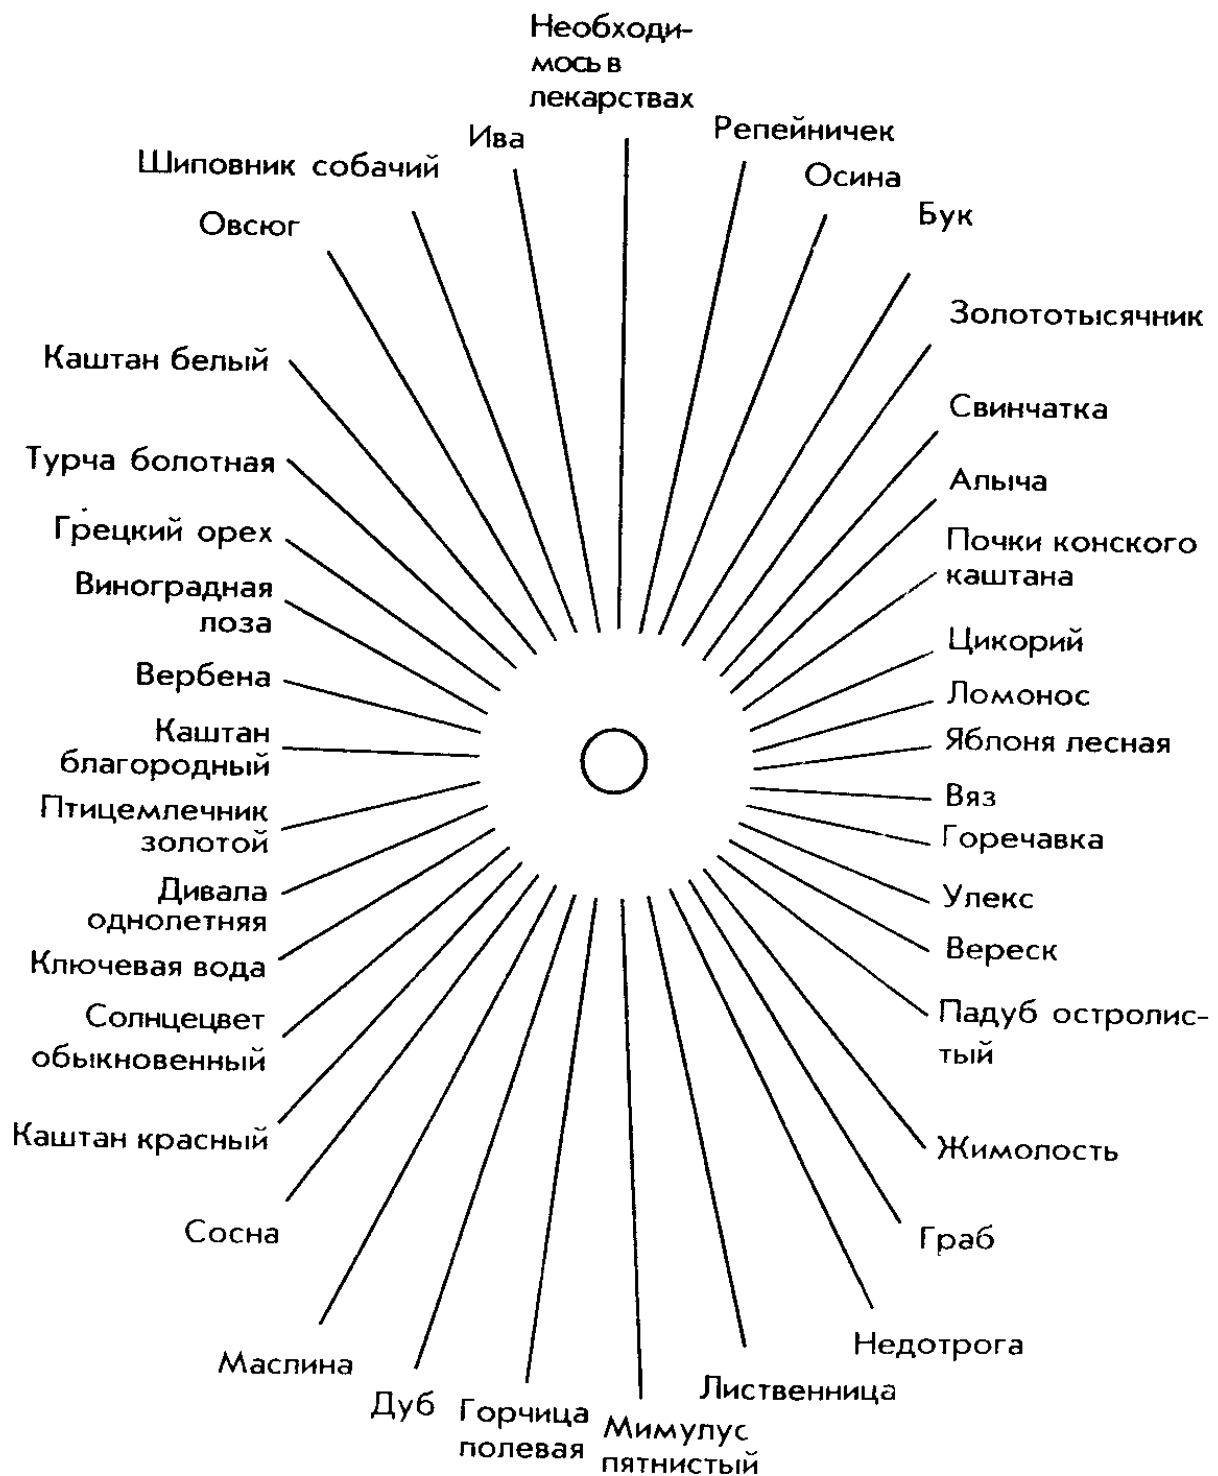 Необходи-
мось в
лекарствах
Репейничек
Осина
Бук
Золототысячник
Свинчатка
Алыча
Почки конского
каштана
Цикорий
Ломонос
Яблоня лесная
Вяз
Горечавка
Улекс
Вереск
Падуб остролис-
тый
Жимолость
Граб
Недотрога
Лиственница
Мимулус
пятнистый
Горчица
полевая
Дуб
Маслина
Сосна
Каштан красный
Солнцецвет
обыкновенный
Ключевая вода
Дивала
однолетняя
Птицемлечник
золотой
Каштан
благородный
Вербена
Виноградная
лоза
Грецкий орех
Турча болотная
Каштан белый
Овсюг
Шиповник собачий
Ива